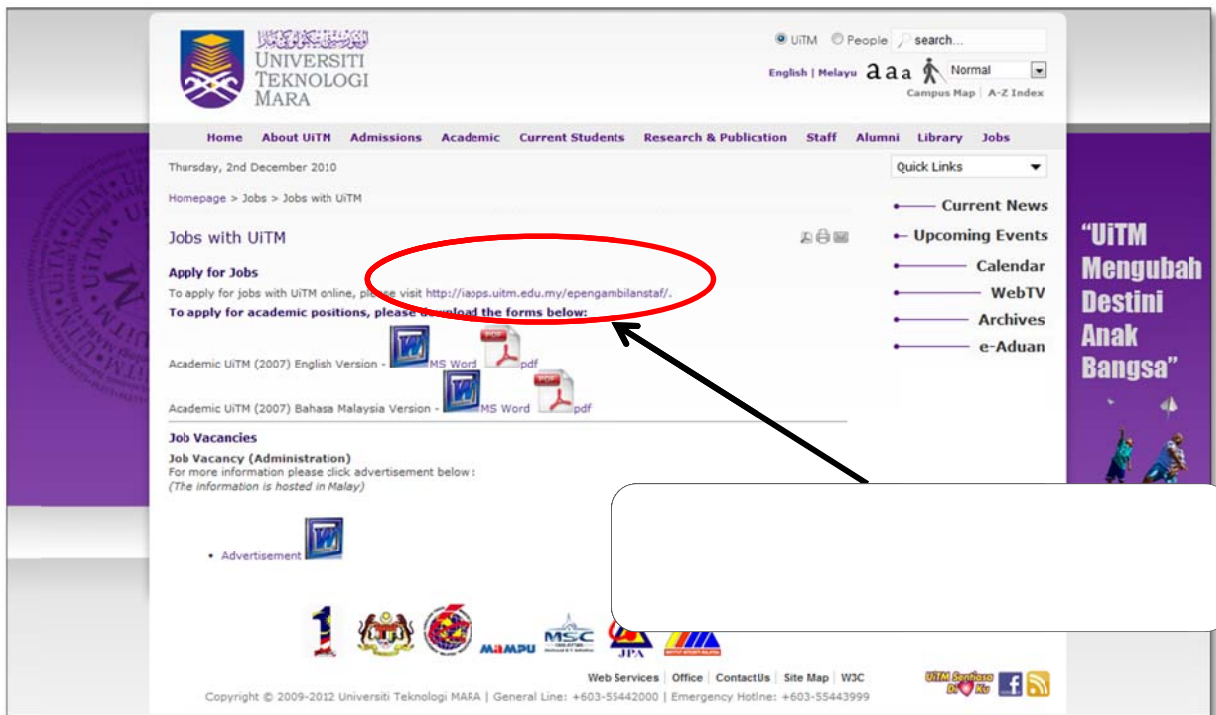 UNIVERSITI
TEKNOLOGI
MARA
UiTM People search...
English | Melayu a a a Normal
Campus Map | A-Z Index
Home About UiTM Admissions Academic Current Students Research & Publication Staff Alumni Library Jobs
Thursday, 2nd December 2010
Quick Links
Homepage > Jobs > Jobs with UiTM
Current News
Jobs with UiTM
Upcoming Events
Calendar
WebTV
Archives
e-Aduan
Apply for Jobs
To apply for jobs with UiTM online, please visit http://iaops.uitm.edu.my/epengambilanstaf/.
To apply for academic positions, please download the forms below:
Academic UiTM (2007) English Version - MS Word pdf
Academic UiTM (2007) Bahasa Malaysia Version - MS Word pdf
Job Vacancies
Job Vacancy (Administration)
For more information please click advertisement below:
(The information is hosted in Malay)
• Advertisement
"UiTM
Mengubah
Destini
Anak
Bangsa"
MAMPU
MSC
JPA
Web Services | Office | ContactUs | Site Map | W3C
Copyright © 2009-2012 Universiti Teknologi MARA | General Line: +603-55442000 | Emergency Hotline: +603-55443999
UiTM Sentiasa
Di Ku